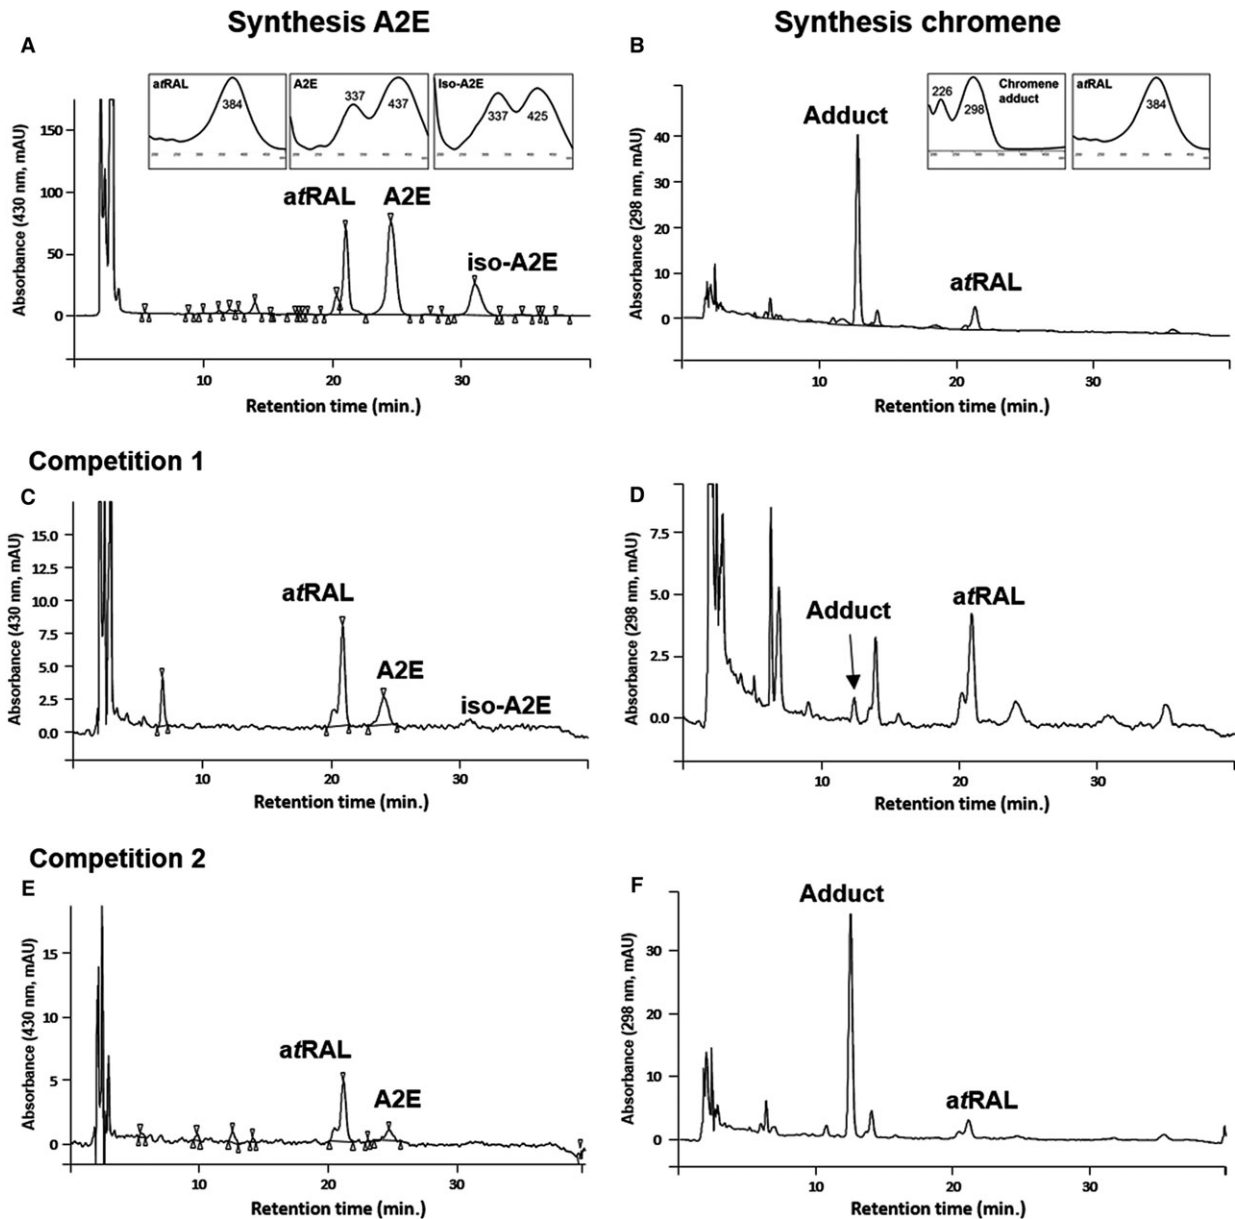 Synthesis A2E
Synthesis chromene
A
atRAL
384
A2E
337
437
Iso-A2E
337
425
atRAL
A2E
iso-A2E
150
100
50
0
10
20
30
Absorbance (430 nm, mAU)
Retention time (min.)
B
226
298
Chromene
adduct
atRAL
384
Adduct
atRAL
40
30
20
10
0
10
20
30
Absorbance (298 nm, mAU)
Retention time (min.)
Competition 1
C
atRAL
A2E
iso-A2E
15.0
12.5
10.0
7.5
5.0
2.5
0.0
10
20
30
Absorbance (430 nm, mAU)
Retention time (min.)
D
Adduct
atRAL
7.5
5.0
2.5
0.0
10
20
30
Absorbance (298 nm, mAU)
Retention time (min.)
Competition 2
E
atRAL
A2E
15
10
5
0
10
20
30
Absorbance (430 nm, mAU)
Retention time (min.)
F
Adduct
atRAL
30
20
10
0
10
20
30
Absorbance (298 nm, mAU)
Retention time (min.)